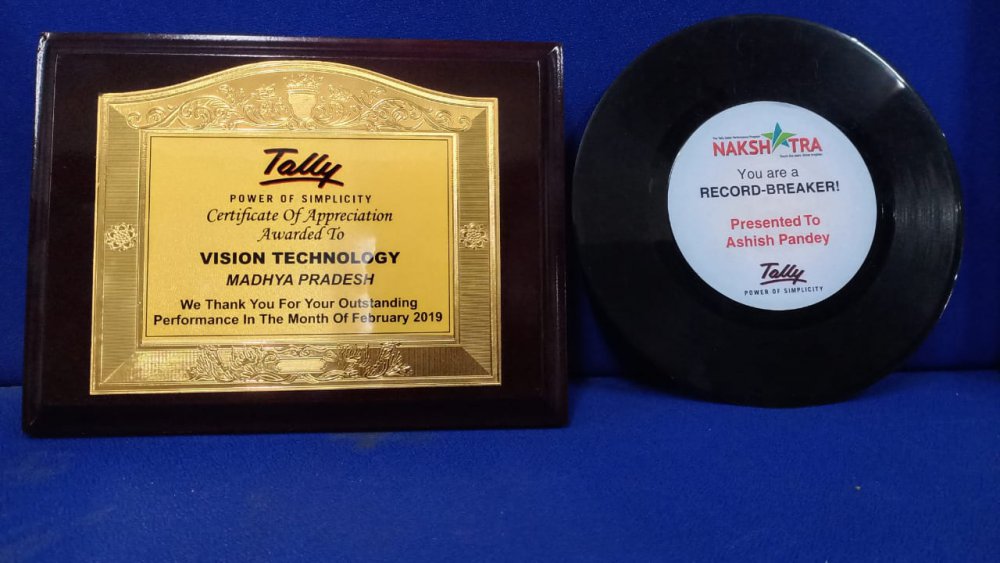 Tally
POWER OF SIMPLICITY
Certificate Of Appreciation
Awarded To
VISION TECHNOLOGY
MADHYA PRADESH
We Thank You For Your Outstanding
Performance In The Month Of February 2019
NAKSHTRA
You are a
RECORD-BREAKER!
Presented To
Ashish Pandey
Tally
POWER OF SIMPLICITY